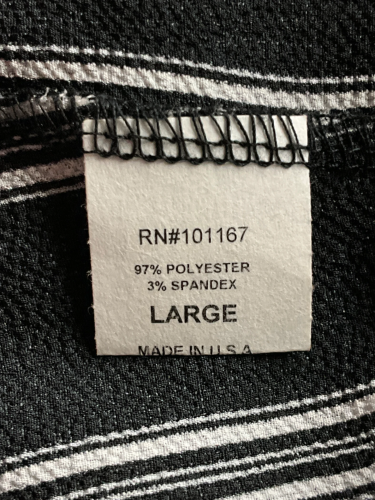 RN#101167
97% POLYESTER
3% SPANDEX
LARGE
MADE IN U.S.A